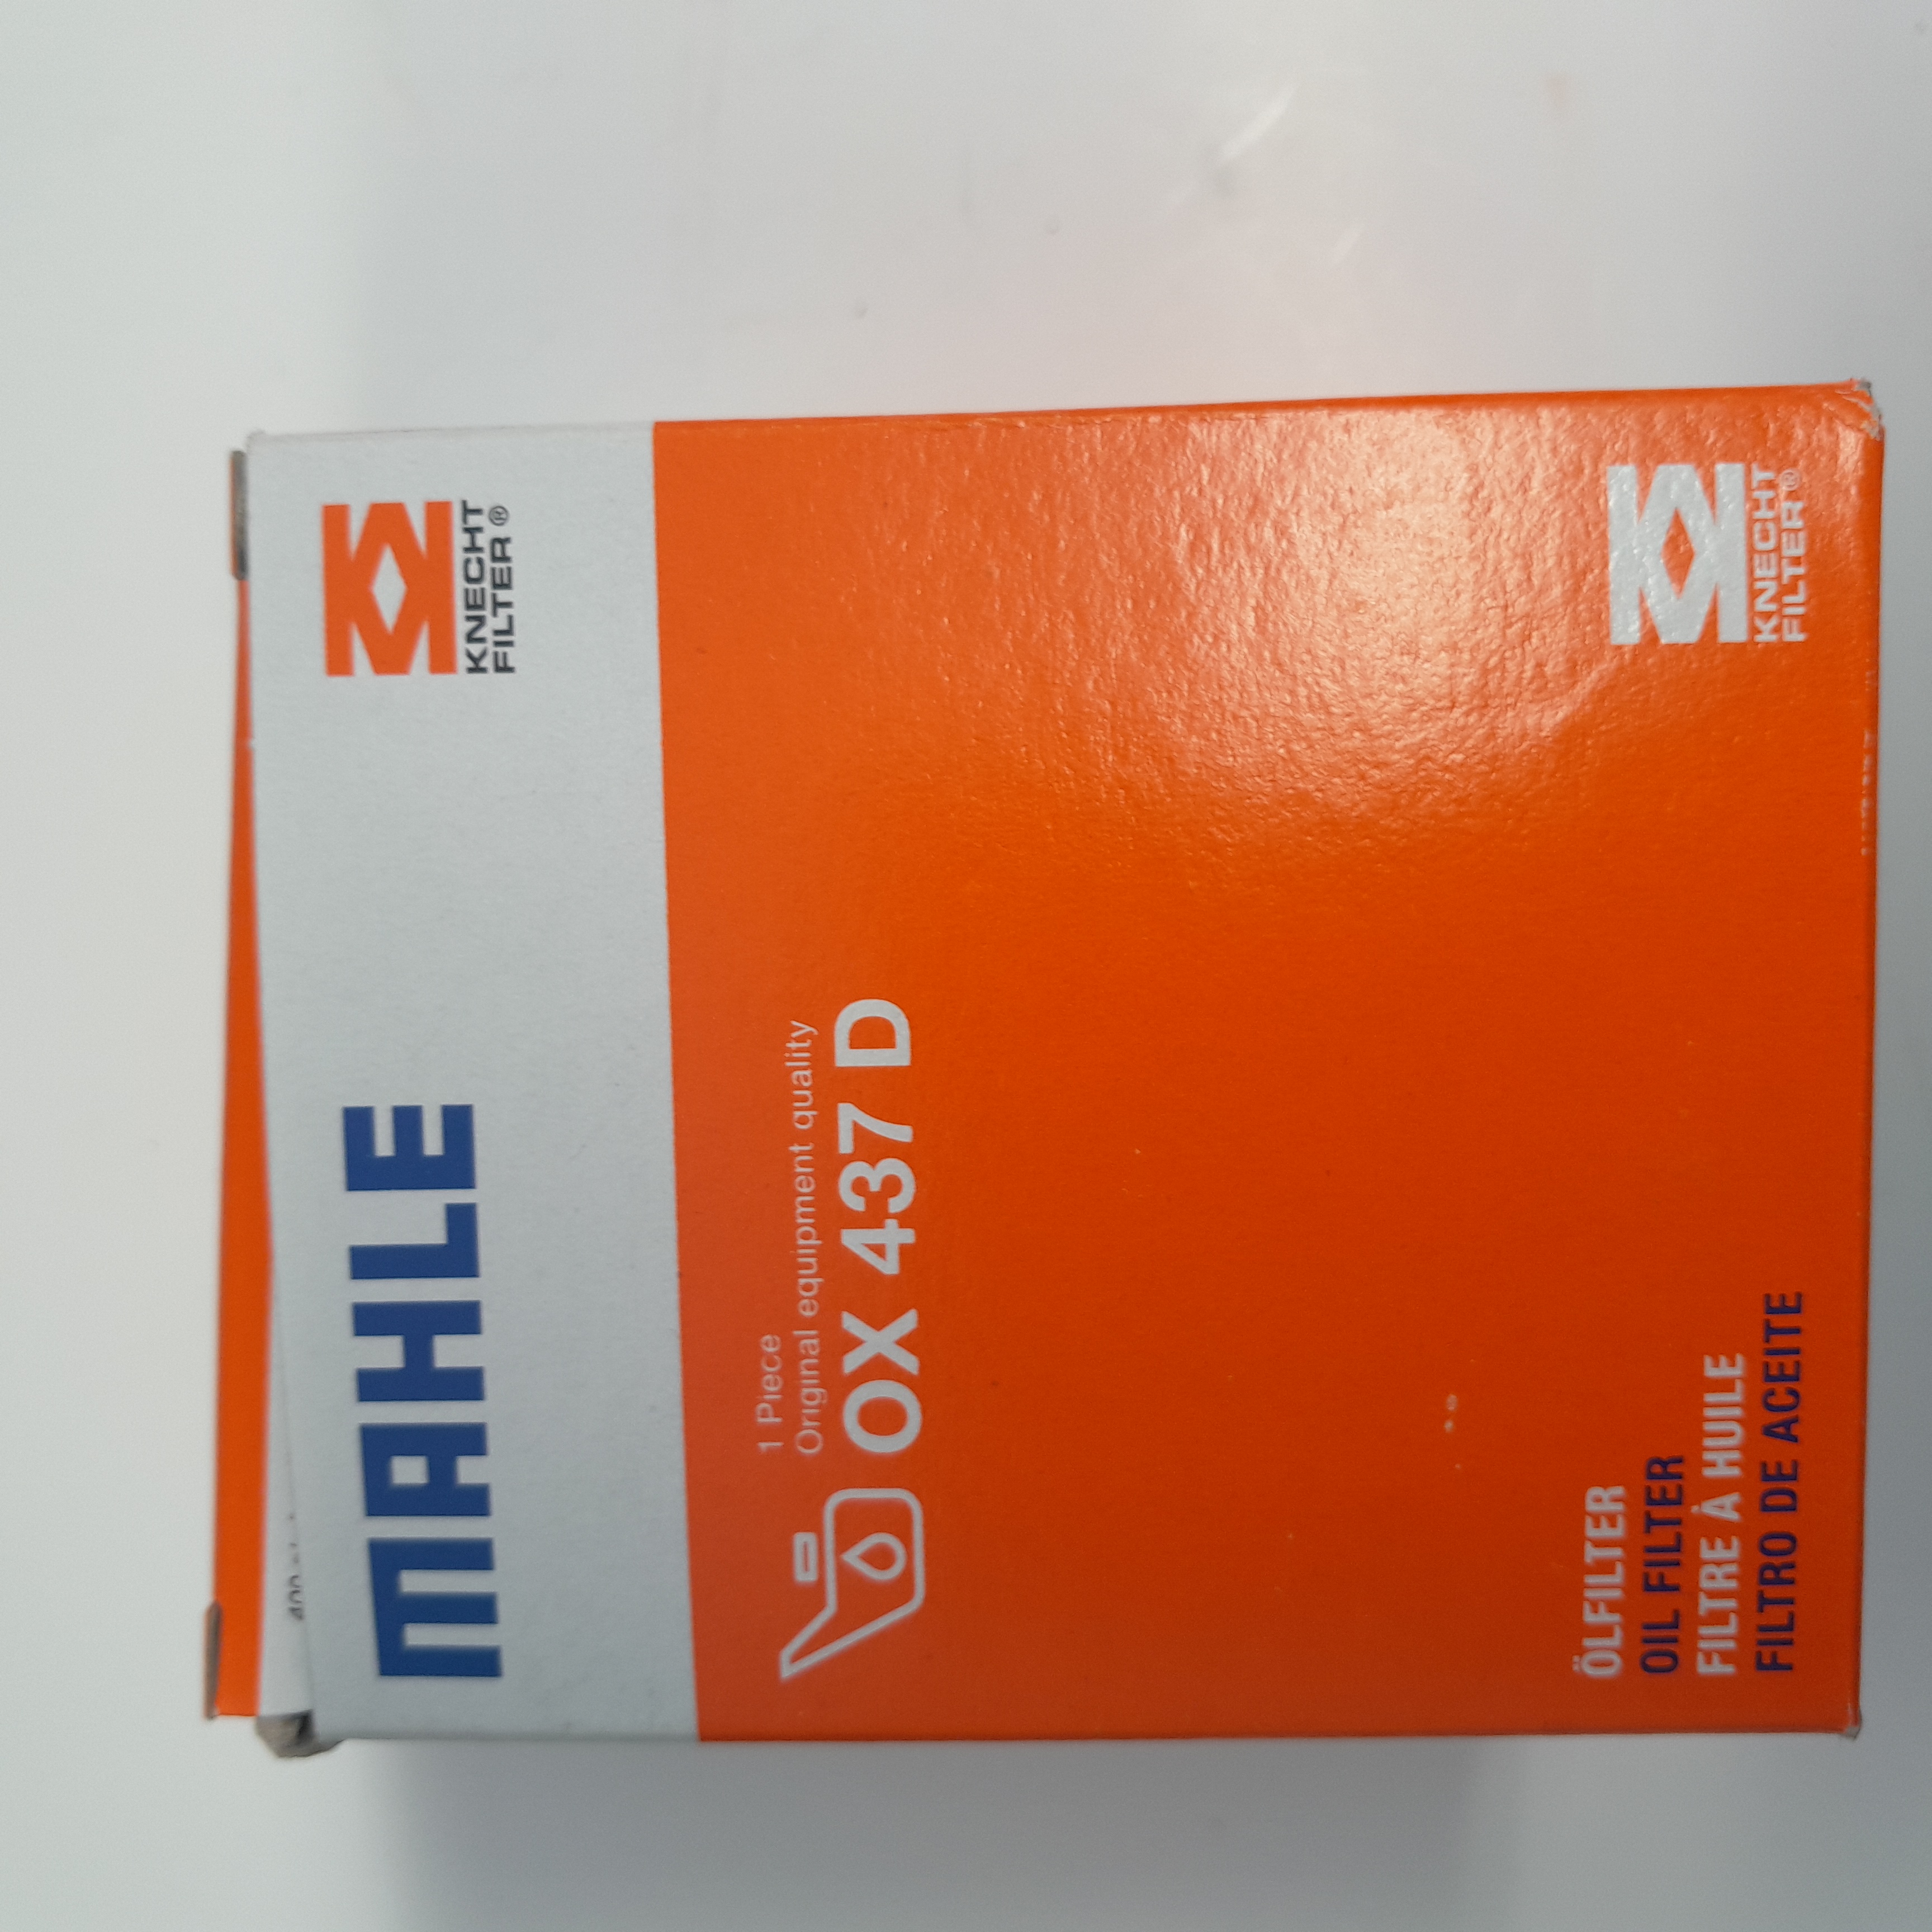 MAHLE
KNECHT
FILTER®
1 Piece
Original equipment quality
OX 437 D
ÖLFILTER
OIL FILTER
FILTRE À HUILE
FILTRO DE ACEITE
KNECHT
FILTER®